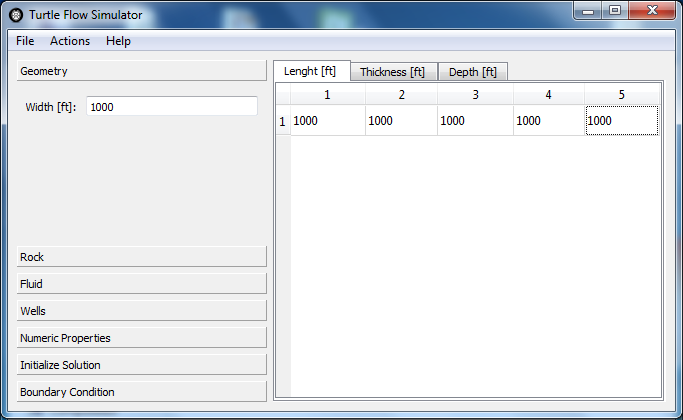 Turtle Flow Simulator
File Actions Help
Geometry
Width [ft]: 1000
Rock
Fluid
Wells
Numeric Properties
Initialize Solution
Boundary Condition
Lenght [ft] Thickness [ft] Depth [ft]
1 2 3 4 5
1 1000 1000 1000 1000 1000